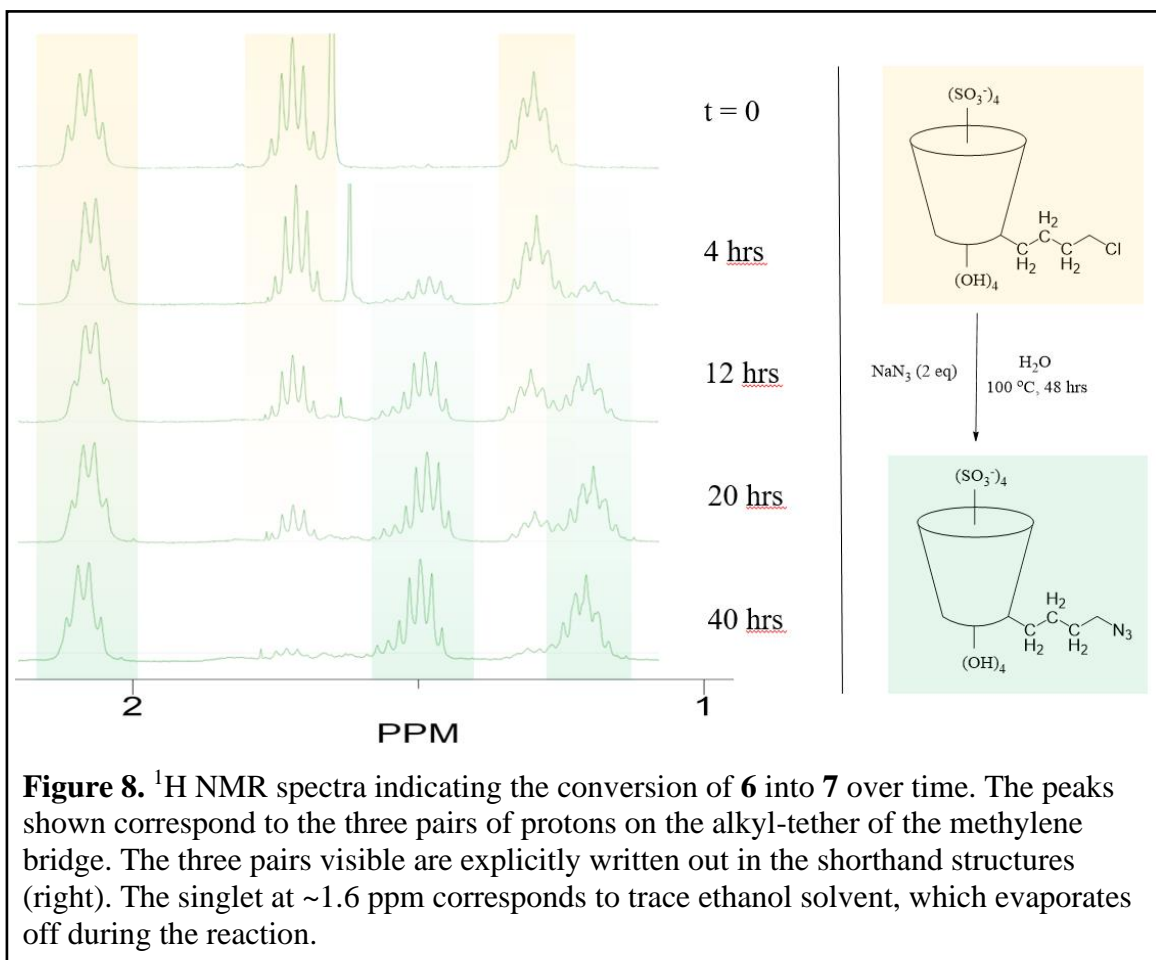 t = 0
4 hrs
12 hrs
20 hrs
40 hrs
2
1
PPM
(SO₃⁻)₄
H₂
C
C
H₂
C
H₂
Cl
(OH)₄
NaN₃ (2 eq)
H₂O
100 °C, 48 hrs
(SO₃⁻)₄
H₂
C
C
H₂
C
H₂
N₃
(OH)₄
Figure 8. ¹H NMR spectra indicating the conversion of 6 into 7 over time. The peaks
shown correspond to the three pairs of protons on the alkyl-tether of the methylene
bridge. The three pairs visible are explicitly written out in the shorthand structures
(right). The singlet at ~1.6 ppm corresponds to trace ethanol solvent, which evaporates
off during the reaction.